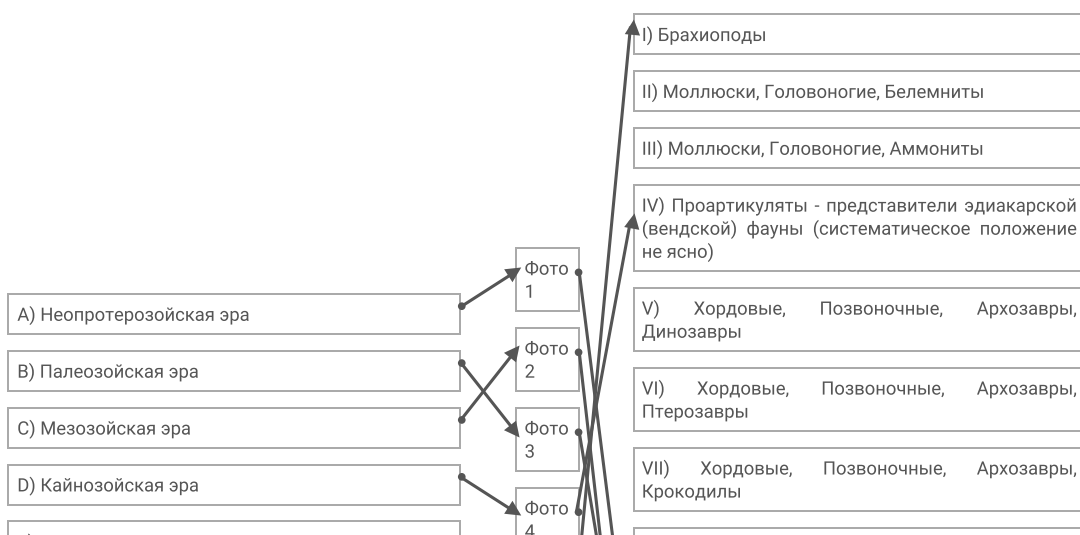 A) Неопротерозойская эра
B) Палеозойская эра
C) Мезозойская эра
D) Кайнозойская эра
Фото
1
Фото
2
Фото
3
Фото
4
I) Брахиоподы
II) Моллюски, Головоногие, Белемниты
III) Моллюски, Головоногие, Аммониты
IV) Проартикуляты - представители эдиакарской
(вендской) фауны (систематическое положение
не ясно)
V) Хордовые, Позвоночные, Архозавры,
Динозавры
VI) Хордовые, Позвоночные, Архозавры,
Птерозавры
VII) Хордовые, Позвоночные, Архозавры,
Крокодилы